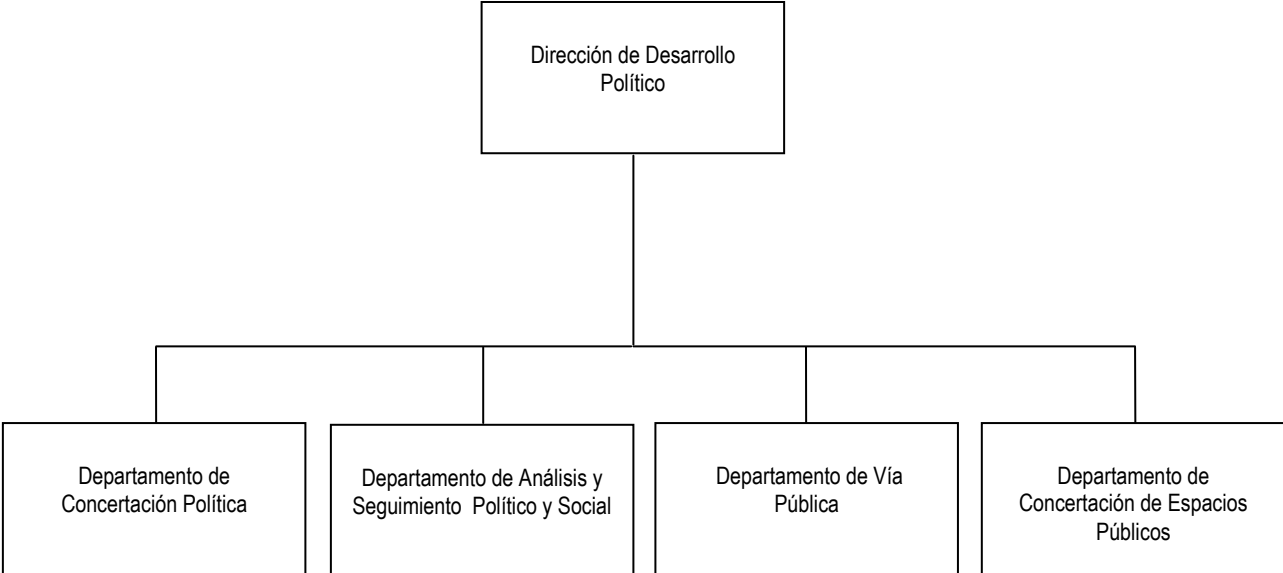 Dirección de Desarrollo
Político
Departamento de
Concertación Política
Departamento de Análisis y
Seguimiento  Político y Social
Departamento de Vía
Pública
Departamento de
Concertación de Espacios
Públicos